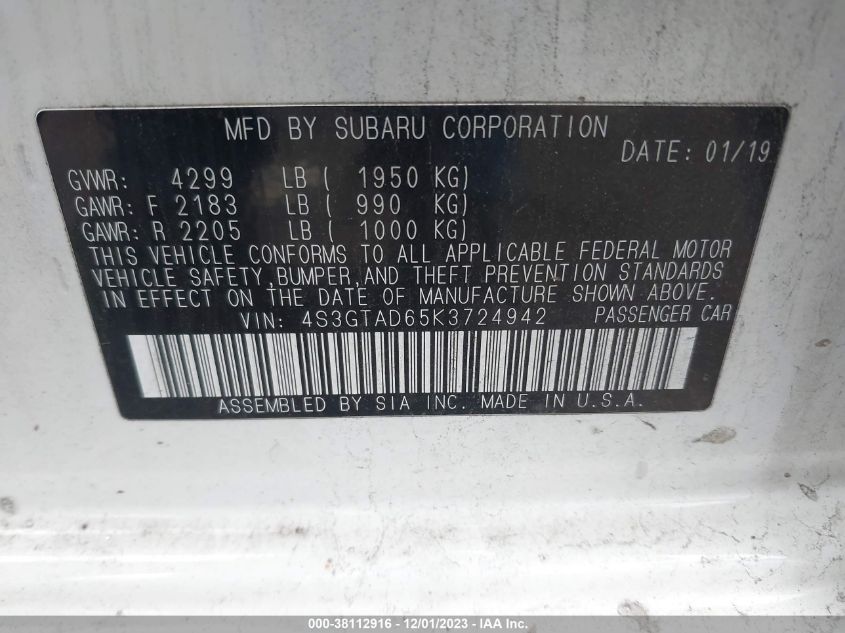 MFD BY SUBARU CORPORATION
DATE: 01/19
GVWR: 4299 LB ( 1950 KG)
GAWR: F 2183 LB ( 990 KG)
GAWR: R 2205 LB ( 1000 KG)
THIS VEHICLE CONFORMS TO ALL APPLICABLE FEDERAL MOTOR
VEHICLE SAFETY,BUMPER,AND THEFT PREVENTION STANDARDS
IN EFFECT ON THE DATE OF MANUFACTURE SHOWN ABOVE.
VIN: 4S3GTAD65K3724942 PASSENGER CAR
ASSEMBLED BY SIA INC. MADE IN U.S.A.
000-38112916 - 12/01/2023 - IAA Inc.